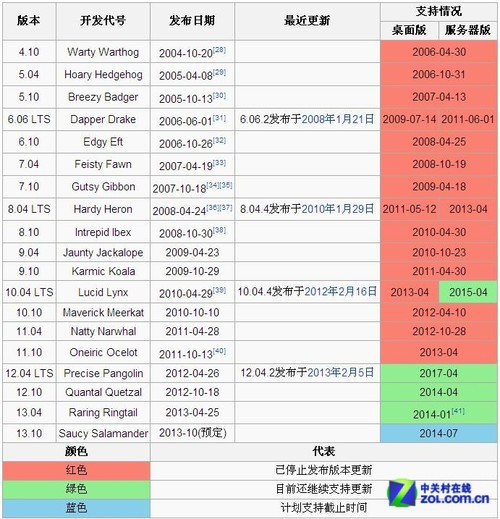 版本 开发代号 发布日期 最近更新 支持情况
桌面版 服务器版
4.10 Warty Warthog 2004-10-20[28] 2006-04-30
5.04 Hoary Hedgehog 2005-04-08[29] 2006-10-31
5.10 Breezy Badger 2005-10-13[30] 2007-04-13
6.06 LTS Dapper Drake 2006-06-01[31] 6.06.2发布于2008年1月21日 2009-07-14 2011-06-01
6.10 Edgy Eft 2006-10-26[32] 2008-04-25
7.04 Feisty Fawn 2007-04-19[33] 2008-10-19
7.10 Gutsy Gibbon 2007-10-18[34][35] 2009-04-18
8.04 LTS Hardy Heron 2008-04-24[36][37] 8.04.4发布于2010年1月29日 2011-05-12 2013-04
8.10 Intrepid Ibex 2008-10-30[38] 2010-04-30
9.04 Jaunty Jackalope 2009-04-23 2010-10-23
9.10 Karmic Koala 2009-10-29 2011-04-30
10.04 LTS Lucid Lynx 2010-04-29[39] 10.04.4发布于2012年2月16日 2013-04 2015-04
10.10 Maverick Meerkat 2010-10-10 2012-04-10
11.04 Natty Narwhal 2011-04-28 2012-10-28
11.10 Oneiric Ocelot 2011-10-13[40] 2013-04
12.04 LTS Precise Pangolin 2012-04-26 12.04.2发布于2013年2月5日 2017-04
12.10 Quantal Quetzal 2012-10-18 2014-04
13.04 Raring Ringtail 2013-04-25 2014-01[41]
13.10 Saucy Salamander 2013-10(预定) 2014-07
颜色 代表
红色 已停止发布版本更新
绿色 目前还继续支持更新
蓝色 计划支持截止时间
中关村在线
zol.com.cn